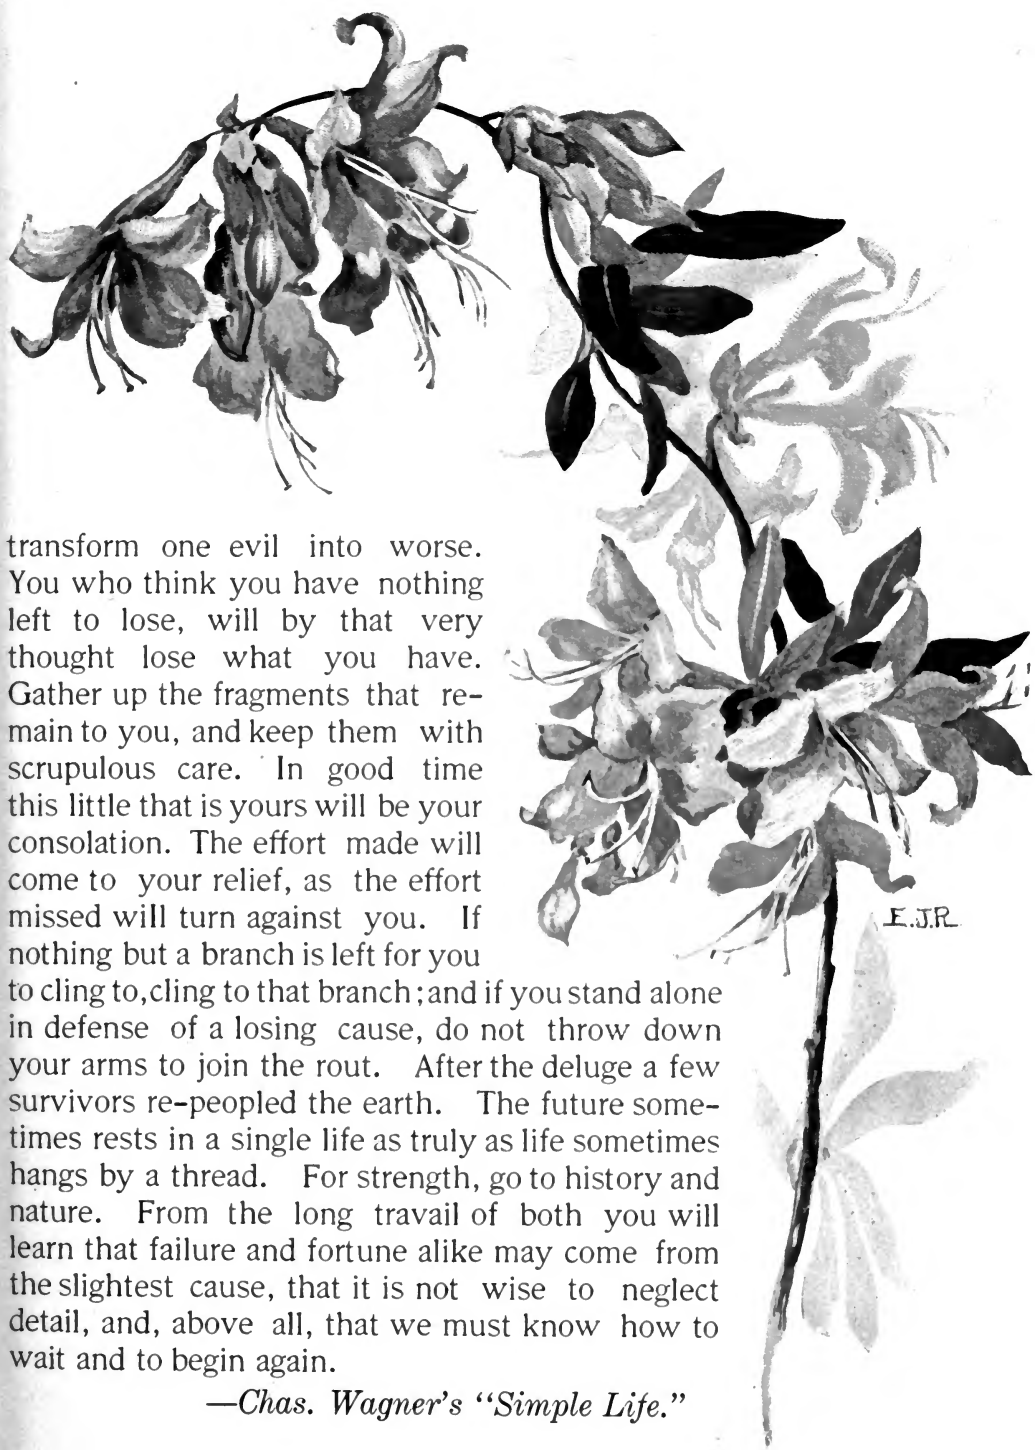 transform one evil into worse.
You who think you have nothing
left to lose, will by that very
thought lose what you have.
Gather up the fragments that re-
main to you, and keep them with
scrupulous care. In good time
this little that is yours will be your
consolation. The effort made will
come to your relief, as the effort
missed will turn against you. If
nothing but a branch is left for you
to cling to, cling to that branch; and if you stand alone
in defense of a losing cause, do not throw down
your arms to join the rout. After the deluge a few
survivors re-peopled the earth. The future some-
times rests in a single life as truly as life sometimes
hangs by a thread. For strength, go to history and
nature. From the long travail of both you will
learn that failure and fortune alike may come from
the slightest cause, that it is not wise to neglect
detail, and, above all, that we must know how to
wait and to begin again.
—Chas. Wagner's "Simple Life."
E.J.R.